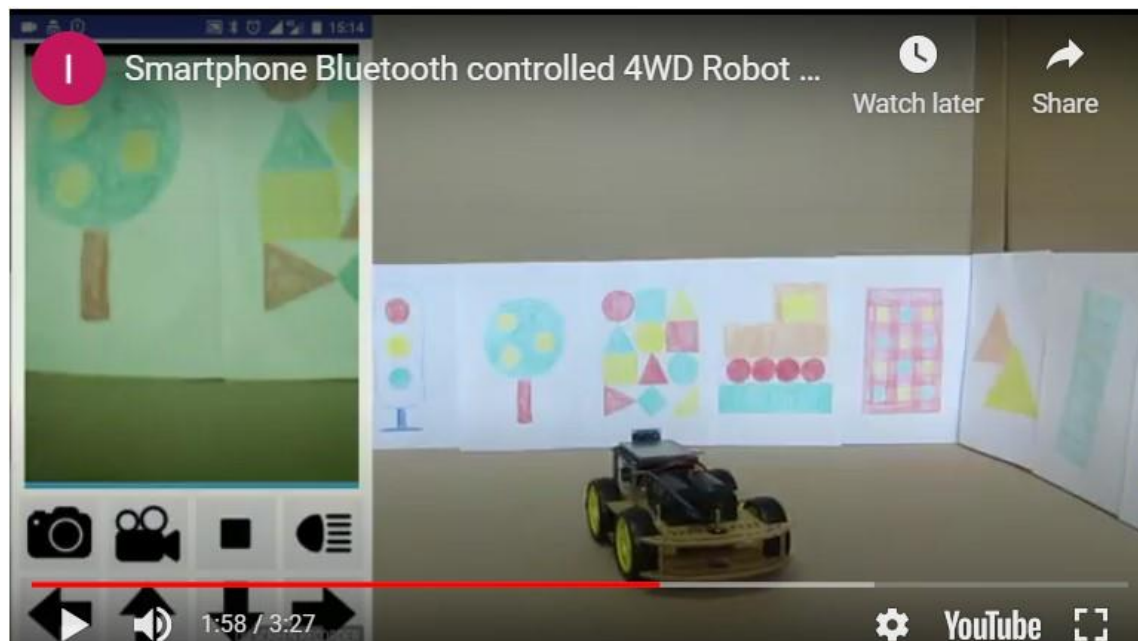 15:14
I
Smartphone Bluetooth controlled 4WD Robot ...
Watch later
Share
1:58 / 3:27
YouTube